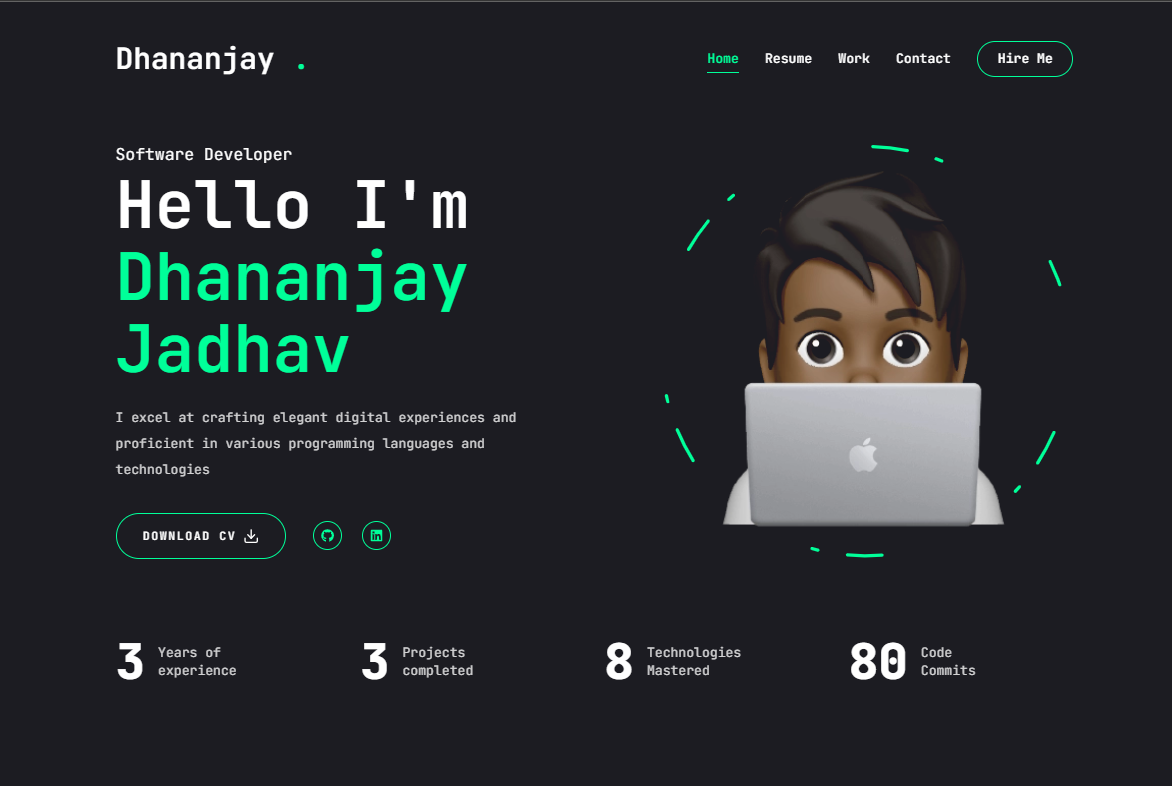 Dhananjay .
Home Resume Work Contact Hire Me
Software Developer
Hello I'm
Dhananjay
Jadhav
I excel at crafting elegant digital experiences and
proficient in various programming languages and
technologies
DOWNLOAD CV
3 Years of
experience
3 Projects
completed
8 Technologies
Mastered
80 Code
Commits